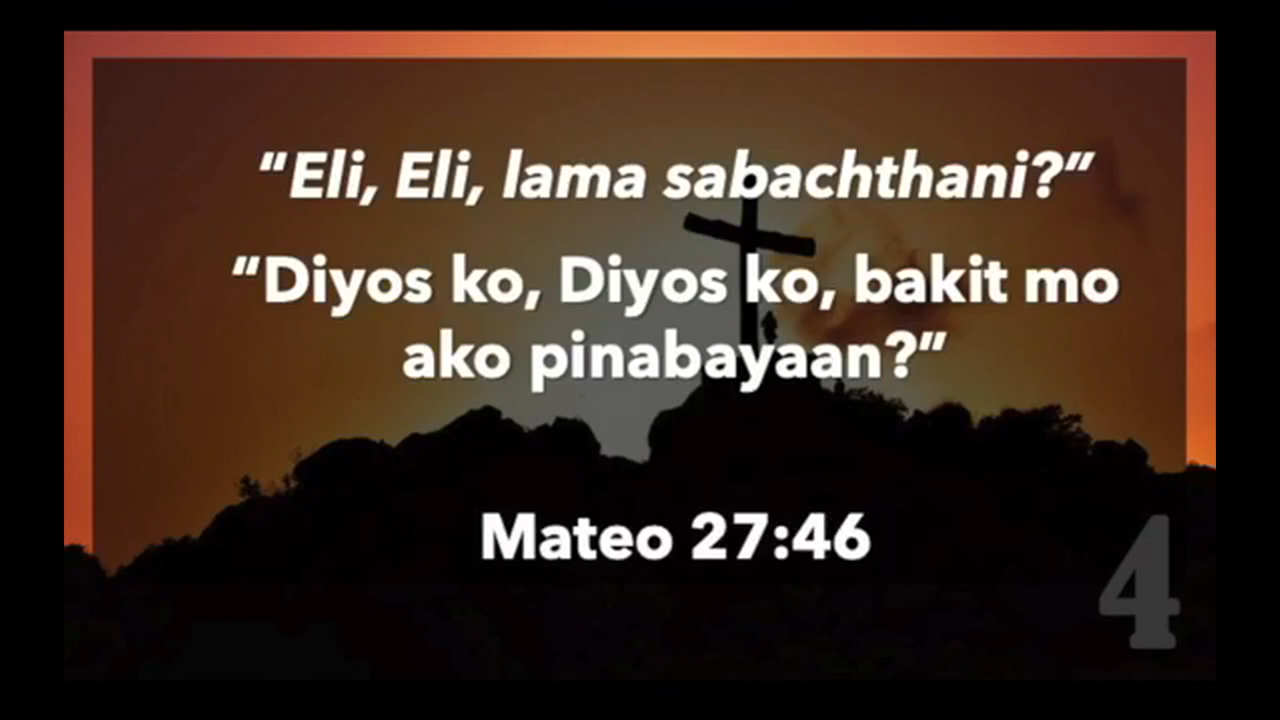 “Eli, Eli, lama sabachthani?”
“Diyos ko, Diyos ko, bakit mo
ako pinabayaan?”
Mateo 27:46
4